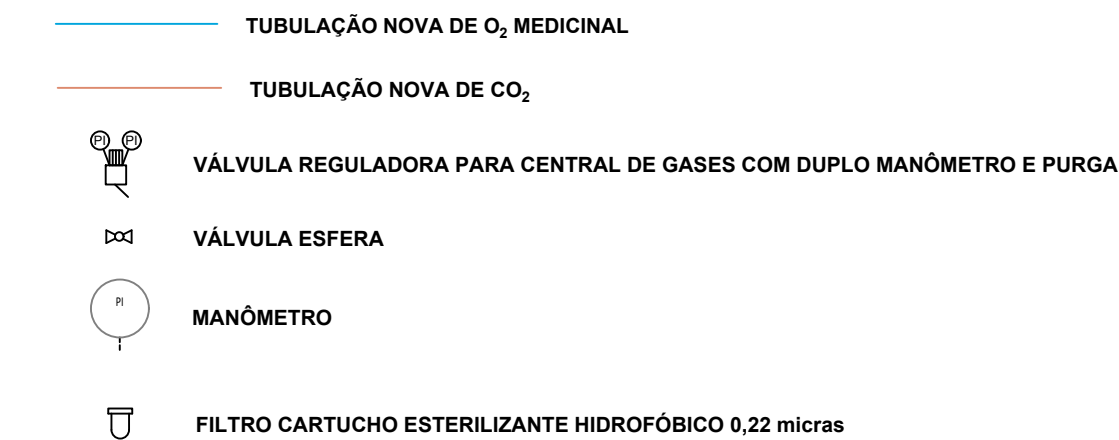 TUBULAÇÃO NOVA DE O₂ MEDICINAL
TUBULAÇÃO NOVA DE CO₂
PI PI
VÁLVULA REGULADORA PARA CENTRAL DE GASES COM DUPLO MANÔMETRO E PURGA
VÁLVULA ESFERA
PI
MANÔMETRO
FILTRO CARTUCHO ESTERILIZANTE HIDROFÓBICO 0,22 micras